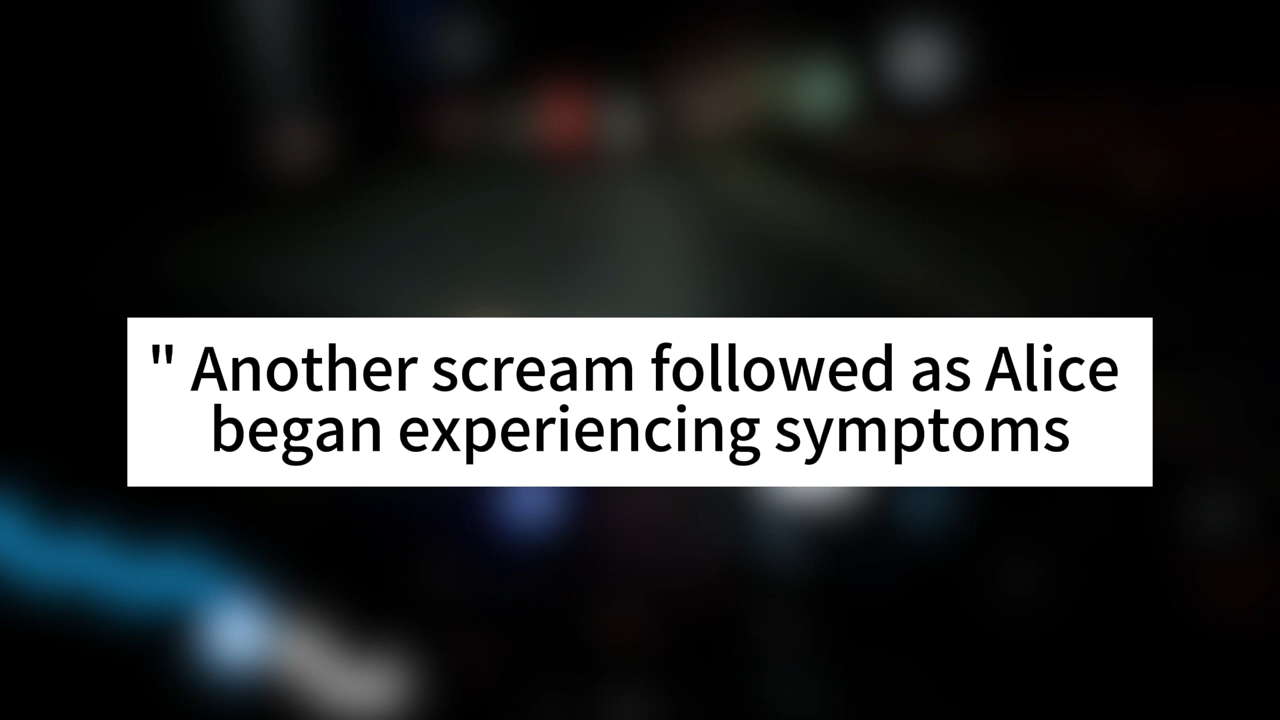 " Another scream followed as Alice
began experiencing symptoms